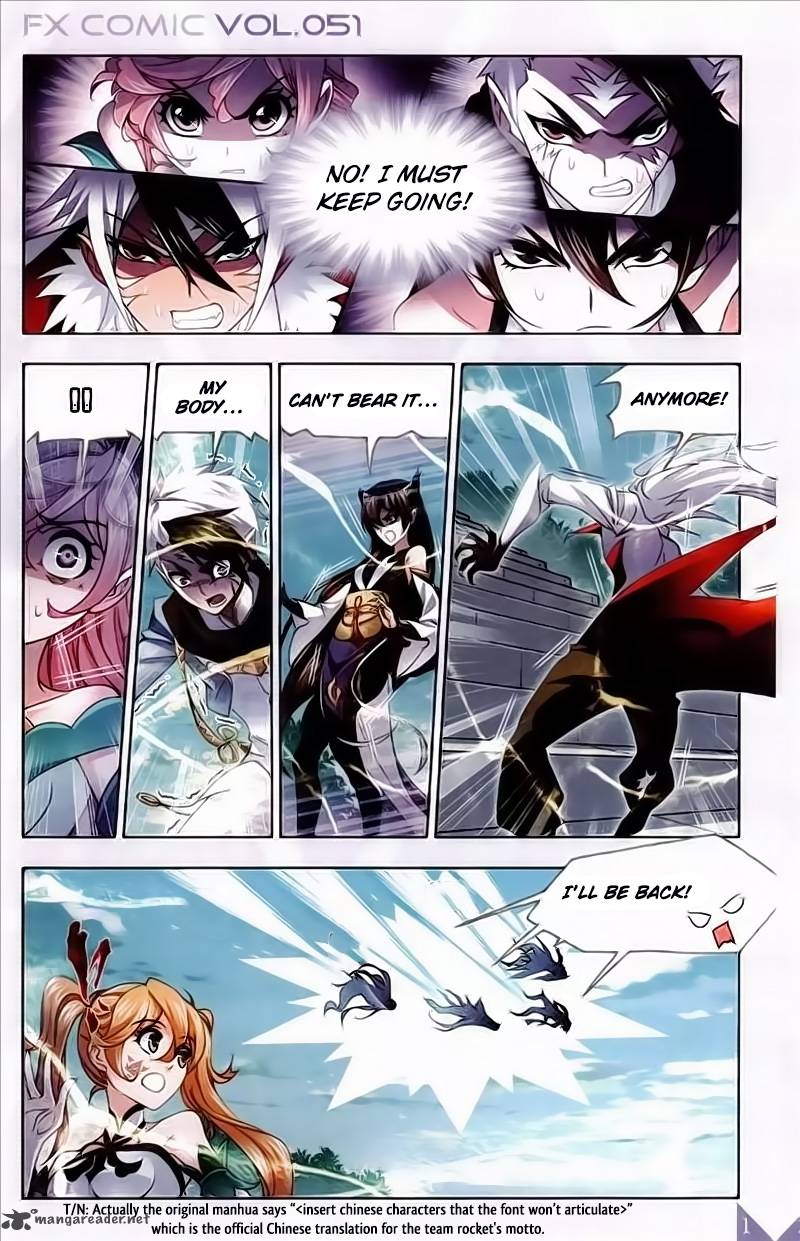 FX COMIC VOL.051
NO! I MUST
KEEP GOING!
!!
MY
BODY...
CAN'T BEAR IT...
ANYMORE!
I'LL BE BACK!
T/N: Actually the original manhua says "<insert chinese characters that the font won't articulate>"
which is the official Chinese translation for the team rocket's motto.
mangareader.net
1